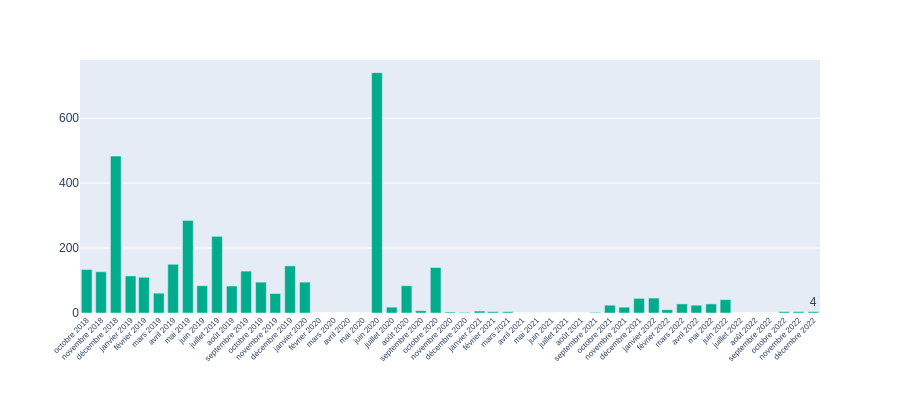 600
400
200
0
4
octobre 2018
novembre 2018
décembre 2018
janvier 2019
février 2019
mars 2019
avril 2019
mai 2019
juin 2019
juillet 2019
août 2019
septembre 2019
octobre 2019
novembre 2019
décembre 2019
janvier 2020
février 2020
mars 2020
avril 2020
mai 2020
juin 2020
juillet 2020
août 2020
septembre 2020
octobre 2020
novembre 2020
décembre 2020
janvier 2021
février 2021
mars 2021
avril 2021
mai 2021
juin 2021
juillet 2021
août 2021
septembre 2021
octobre 2021
novembre 2021
décembre 2021
janvier 2022
février 2022
mars 2022
avril 2022
mai 2022
juin 2022
juillet 2022
août 2022
septembre 2022
octobre 2022
novembre 2022
décembre 2022